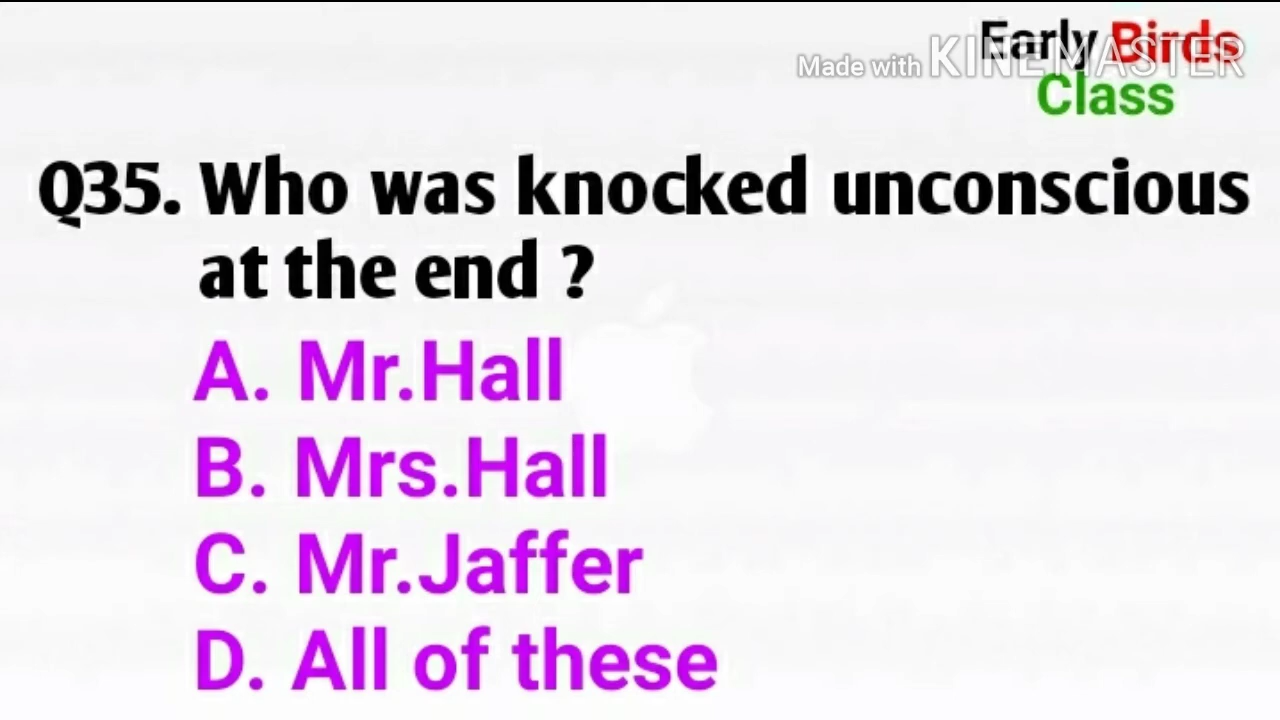 Early Birds
Made with KINEMASTER
Class
Q35. Who was knocked unconscious
at the end ?
A. Mr.Hall
B. Mrs.Hall
C. Mr.Jaffer
D. All of these